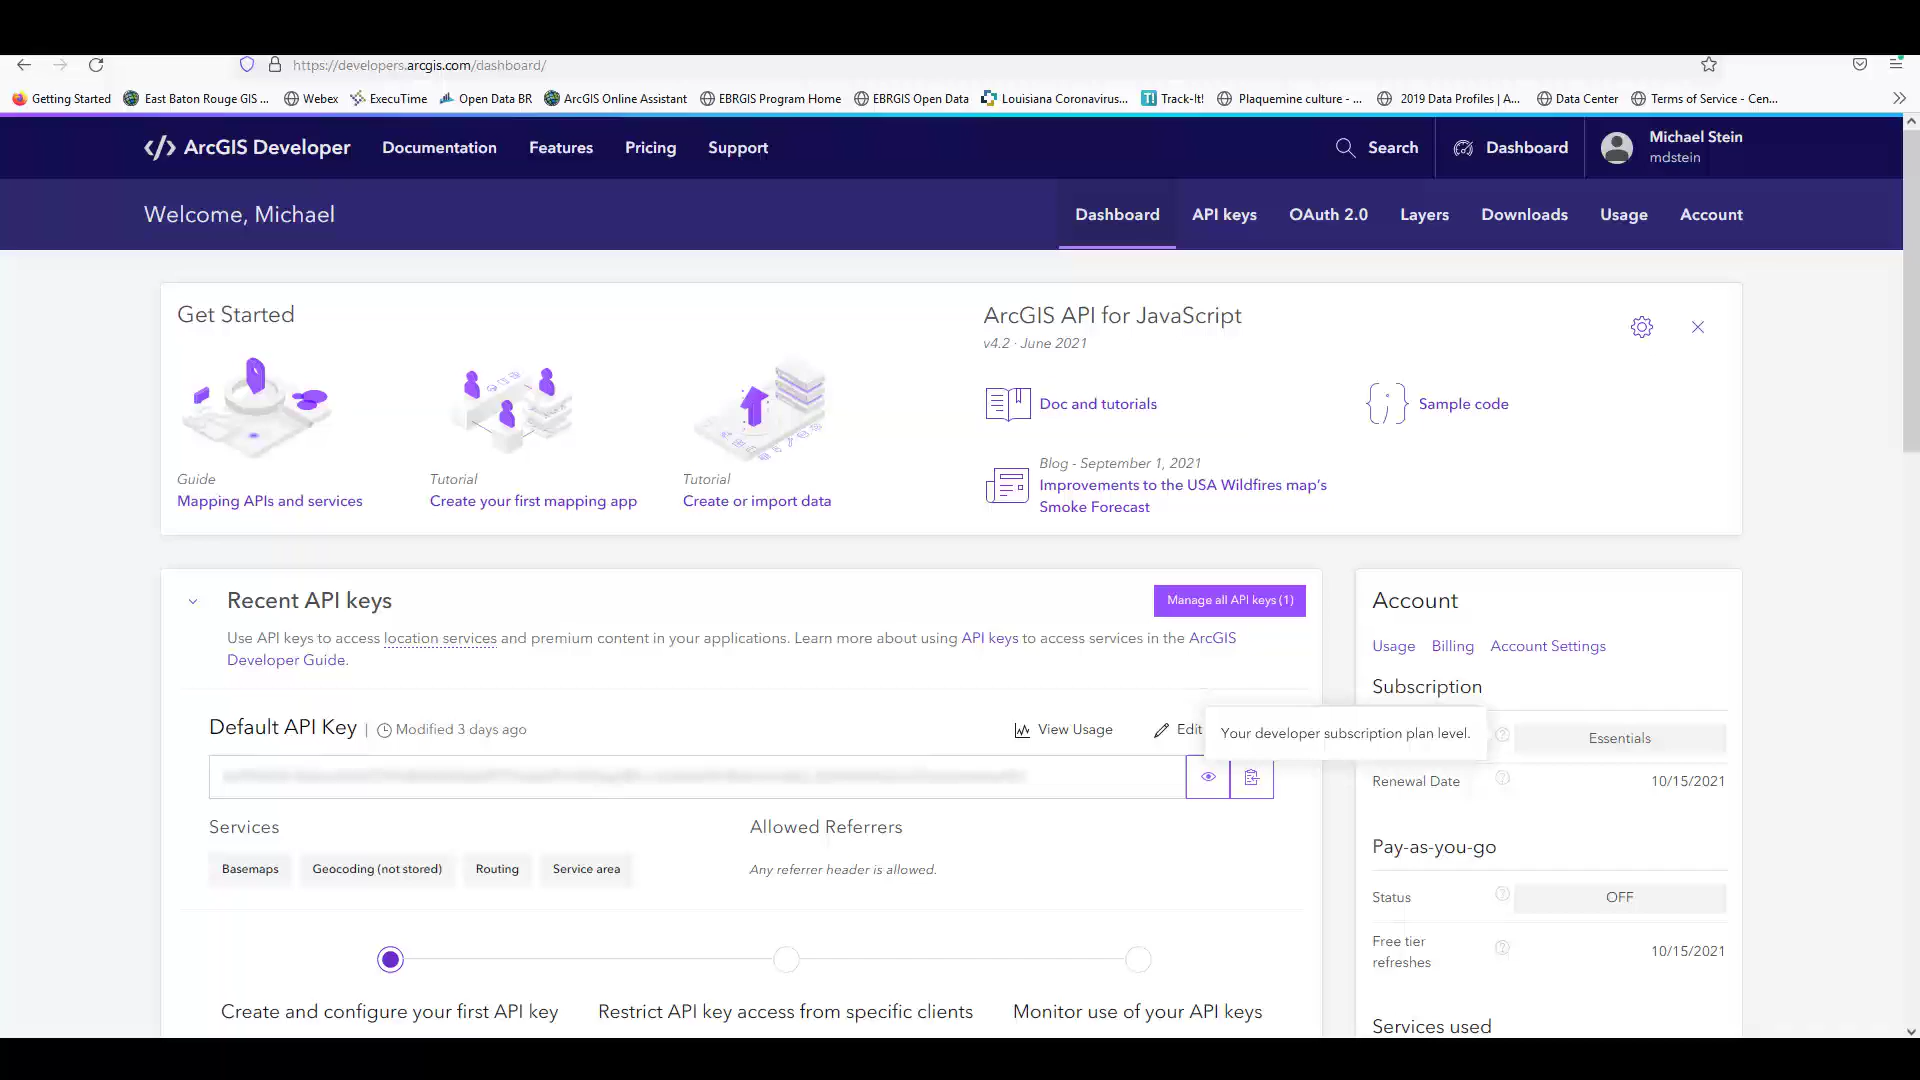 https://developers.arcgis.com/dashboard/
Getting Started East Baton Rouge GIS ... Webex ExecuTime Open Data BR ArcGIS Online Assistant EBRGIS Program Home EBRGIS Open Data Louisiana Coronavirus... Track-It! Plaquemine culture - ... 2019 Data Profiles | A... Data Center Terms of Service - Cen...
</> ArcGIS Developer Documentation Features Pricing Support Search Dashboard Michael Stein
mdstein
Welcome, Michael Dashboard API keys OAuth 2.0 Layers Downloads Usage Account
Get Started
Guide
Mapping APIs and services
Tutorial
Create your first mapping app
Tutorial
Create or import data
ArcGIS API for JavaScript
v4.2 · June 2021
Doc and tutorials
Sample code
Blog - September 1, 2021
Improvements to the USA Wildfires map's
Smoke Forecast
Recent API keys
Manage all API keys (1)
Use API keys to access location services and premium content in your applications. Learn more about using API keys to access services in the ArcGIS
Developer Guide.
Default API Key | Modified 3 days ago
View Usage
Edit
Your developer subscription plan level.
Services
Basemaps Geocoding (not stored) Routing Service area
Allowed Referrers
Any referrer header is allowed.
Create and configure your first API key
Restrict API key access from specific clients
Monitor use of your API keys
Account
Usage Billing Account Settings
Subscription
Essentials
Renewal Date 10/15/2021
Pay-as-you-go
Status OFF
Free tier
refreshes
10/15/2021
Services used